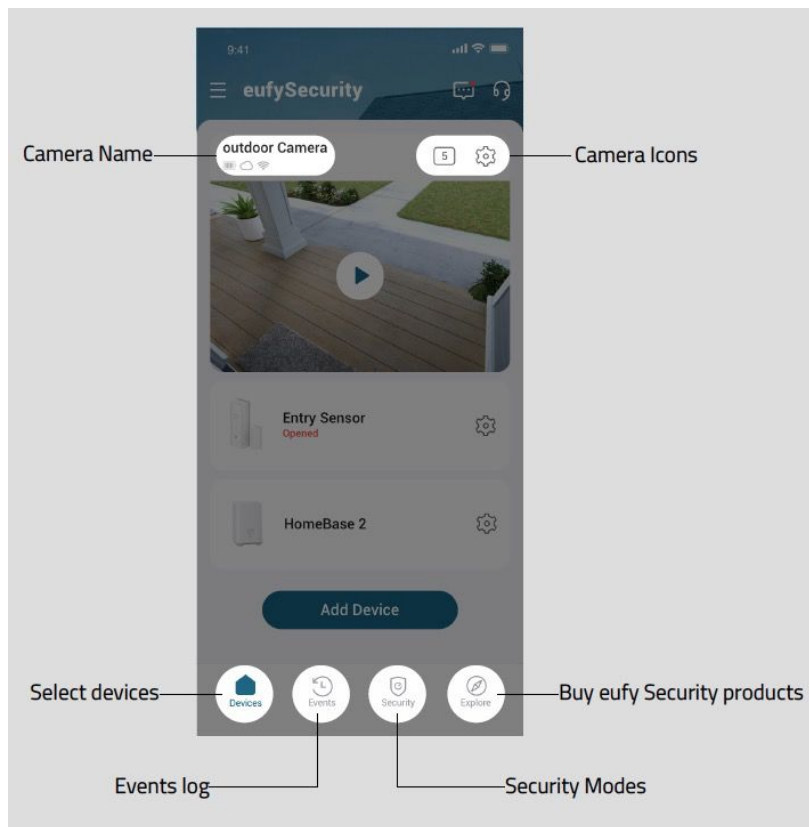 9:41
eufySecurity
Camera Name
outdoor Camera
5
Camera Icons
Entry Sensor
Opened
HomeBase 2
Add Device
Select devices
Devices
Events
Security
Explore
Buy eufy Security products
Events log
Security Modes